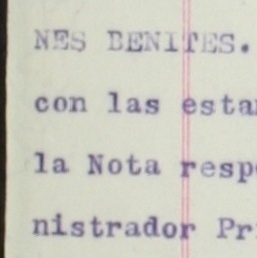 NES BENITES.
con las esta
la Nota resp
nistrador Pr